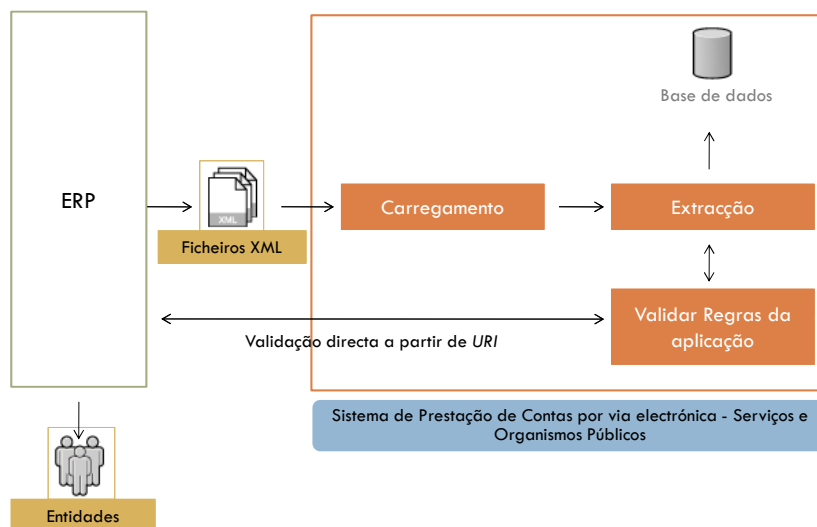 Base de dados
ERP
XML
Ficheiros XML
Carregamento
Extracção
Validar Regras da
aplicação
Validação directa a partir de URI
Sistema de Prestação de Contas por via electrónica - Serviços e
Organismos Públicos
Entidades